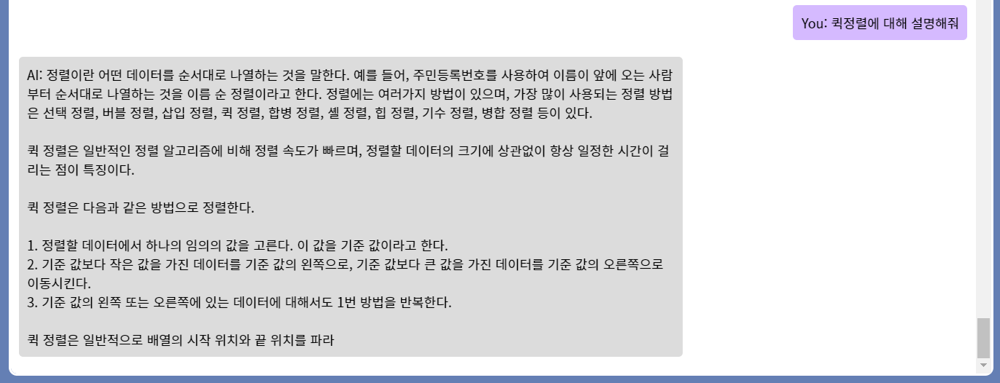 You: 퀵정렬에 대해 설명해줘
AI: 정렬이란 어떤 데이터를 순서대로 나열하는 것을 말한다. 예를 들어, 주민등록번호를 사용하여 이름이 앞에 오는 사람
부터 순서대로 나열하는 것을 이름 순 정렬이라고 한다. 정렬에는 여러가지 방법이 있으며, 가장 많이 사용되는 정렬 방법
은 선택 정렬, 버블 정렬, 삽입 정렬, 퀵 정렬, 합병 정렬, 셸 정렬, 힙 정렬, 기수 정렬, 병합 정렬 등이 있다.
퀵 정렬은 일반적인 정렬 알고리즘에 비해 정렬 속도가 빠르며, 정렬할 데이터의 크기에 상관없이 항상 일정한 시간이 걸
리는 점이 특징이다.
퀵 정렬은 다음과 같은 방법으로 정렬한다.
1. 정렬할 데이터에서 하나의 임의의 값을 고른다. 이 값을 기준 값이라고 한다.
2. 기준 값보다 작은 값을 가진 데이터를 기준 값의 왼쪽으로, 기준 값보다 큰 값을 가진 데이터를 기준 값의 오른쪽으로
이동시킨다.
3. 기준 값의 왼쪽 또는 오른쪽에 있는 데이터에 대해서도 1번 방법을 반복한다.
퀵 정렬은 일반적으로 배열의 시작 위치와 끝 위치를 파라